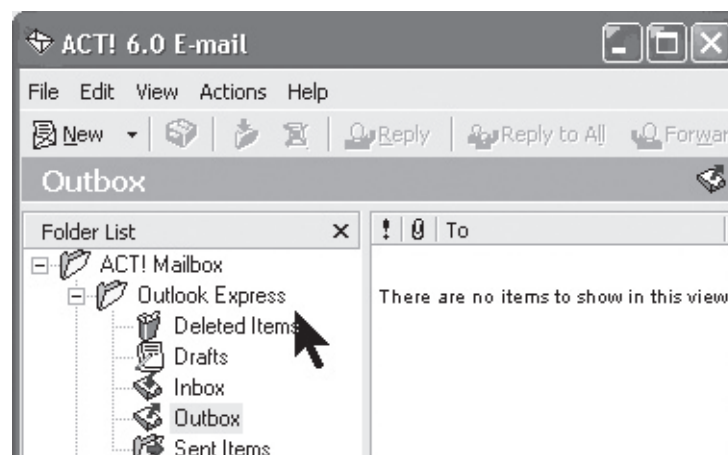 ACT! 6.0 E-mail
File Edit View Actions Help
New Reply Reply to All Forwar
Outbox
Folder List To
ACT! Mailbox
Outlook Express There are no items to show in this view
Deleted Items
Drafts
Inbox
Outbox
Sent Items